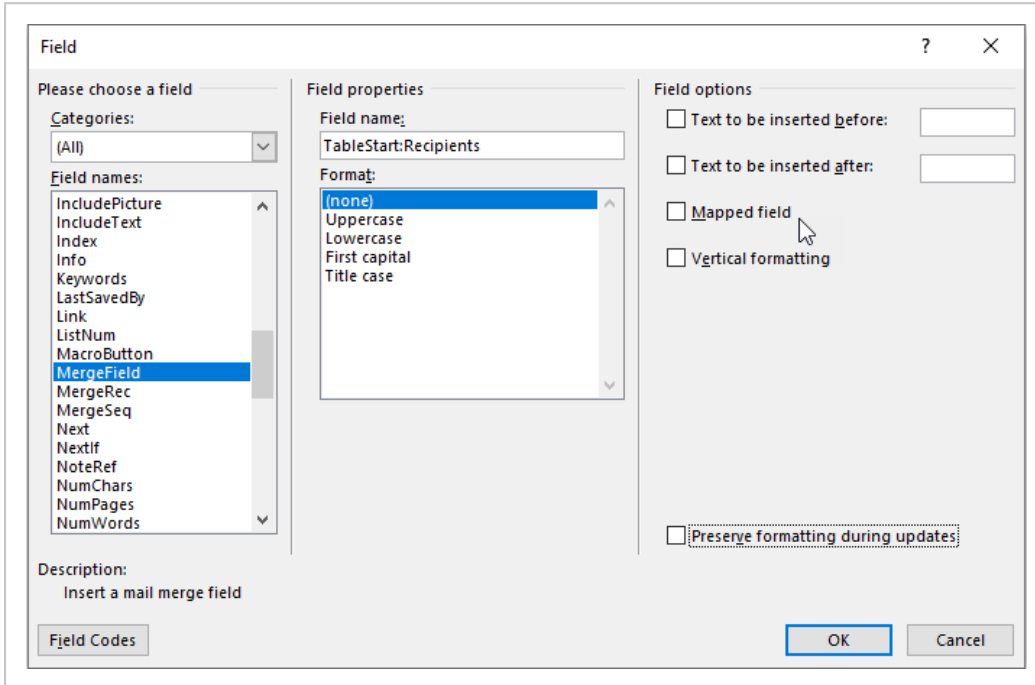 Field
?
Please choose a field
Categories:
(All)
Field names:
IncludePicture
IncludeText
Index
Info
Keywords
LastSavedBy
Link
ListNum
MacroButton
MergeField
MergeRec
MergeSeq
Next
NextIf
NoteRef
NumChars
NumPages
NumWords
Field properties
Field name:
TableStart:Recipients
Format:
(none)
Uppercase
Lowercase
First capital
Title case
Field options
Text to be inserted before:
Text to be inserted after:
Mapped field
Vertical formatting
Preserve formatting during updates
Description:
Insert a mail merge field
Field Codes
OK
Cancel